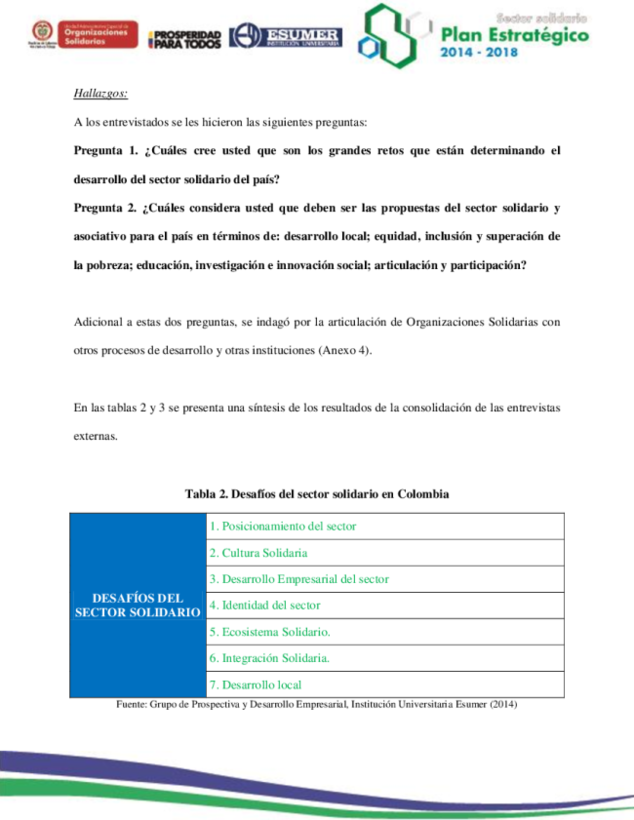 Unidad Administrativa Especial de
Organizaciones
Solidarias
PROSPERIDAD
PARA TODOS
ESUMER
INSTITUCIÓN UNIVERSITARIA
Sector solidario
Plan Estratégico
2014 - 2018
Hallazgos:
A los entrevistados se les hicieron las siguientes preguntas:
Pregunta 1. ¿Cuáles cree usted que son los grandes retos que están determinando el
desarrollo del sector solidario del país?
Pregunta 2. ¿Cuáles considera usted que deben ser las propuestas del sector solidario y
asociativo para el país en términos de: desarrollo local; equidad, inclusión y superación de
la pobreza; educación, investigación e innovación social; articulación y participación?
Adicional a estas dos preguntas, se indagó por la articulación de Organizaciones Solidarias con
otros procesos de desarrollo y otras instituciones (Anexo 4).
En las tablas 2 y 3 se presenta una síntesis de los resultados de la consolidación de las entrevistas
externas.
Tabla 2. Desafíos del sector solidario en Colombia
DESAFÍOS DEL
SECTOR SOLIDARIO
1. Posicionamiento del sector
2. Cultura Solidaria
3. Desarrollo Empresarial del sector
4. Identidad del sector
5. Ecosistema Solidario.
6. Integración Solidaria.
7. Desarrollo local
Fuente: Grupo de Prospectiva y Desarrollo Empresarial, Institución Universitaria Esumer (2014)